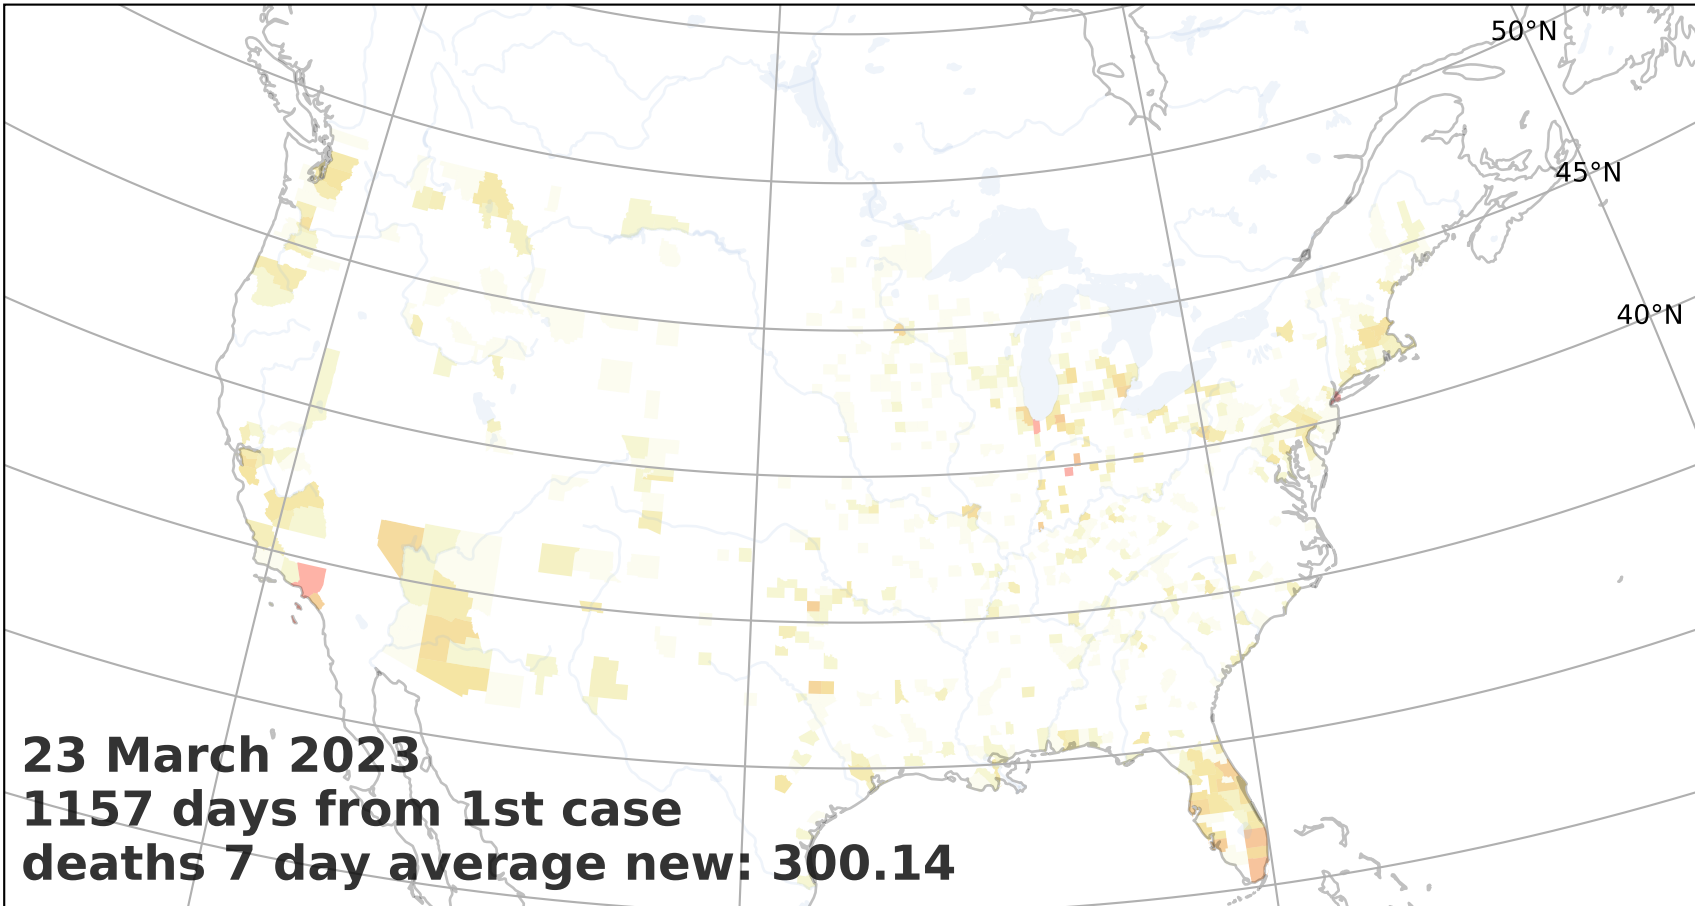 50°N
45°N
40°N
23 March 2023
1157 days from 1st case
deaths 7 day average new: 300.14